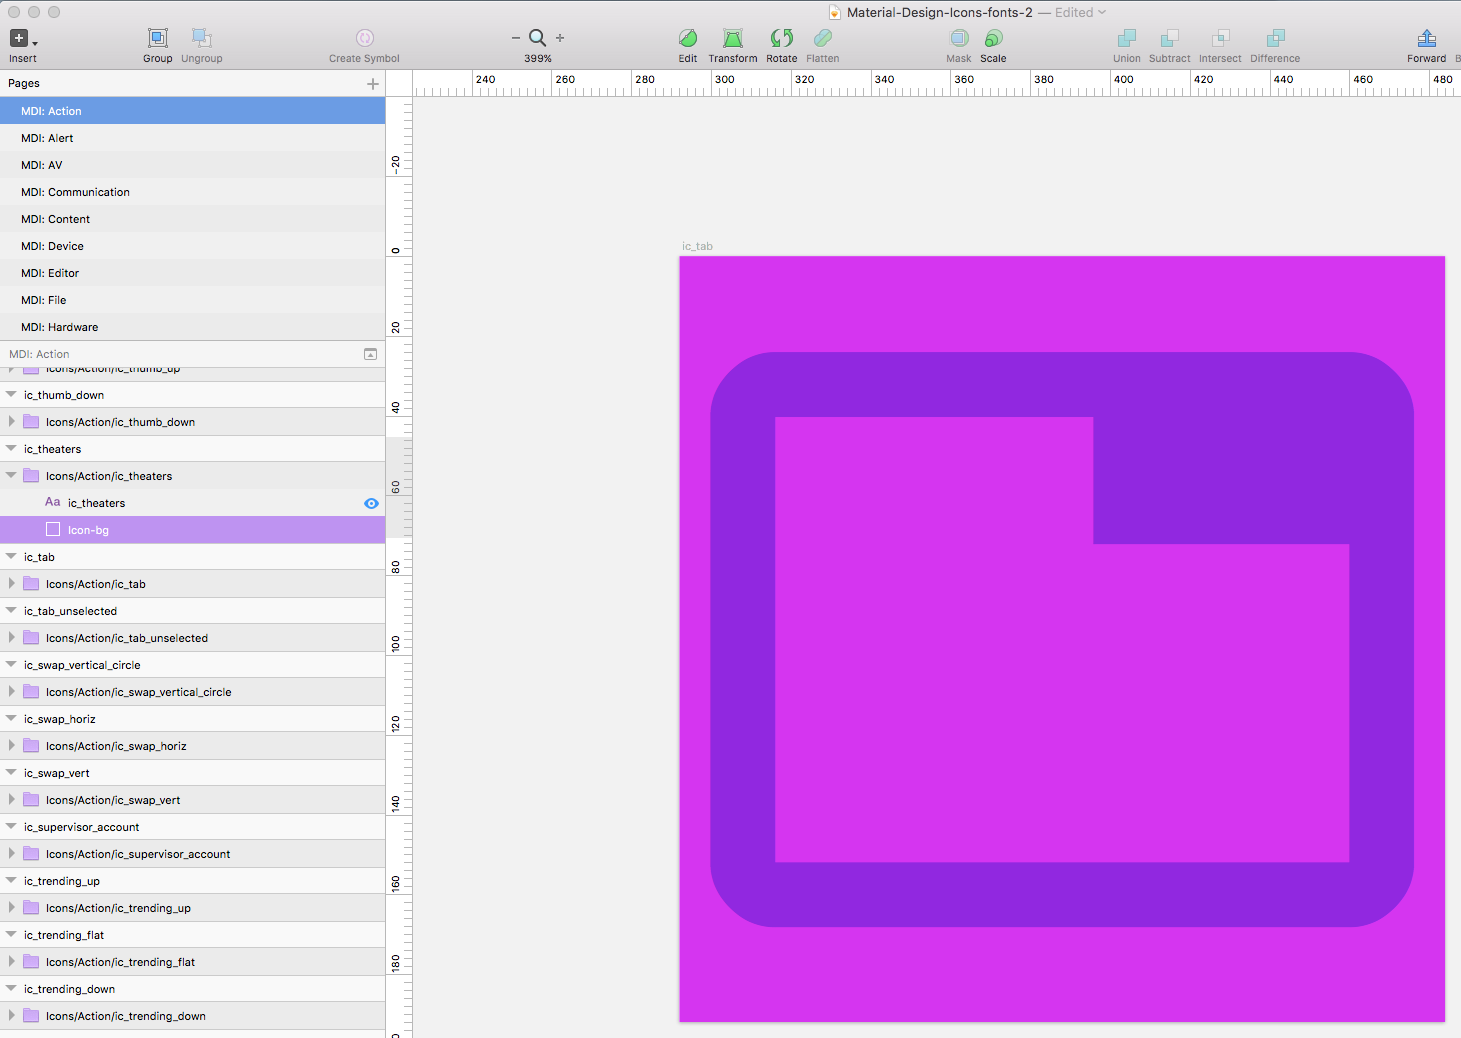 Material-Design-Icons-fonts-2 — Edited
Insert
Group
Ungroup
Create Symbol
399%
Edit
Transform
Rotate
Flatten
Mask
Scale
Union
Subtract
Intersect
Difference
Forward
Pages
240 260 280 300 320 340 360 380 400 420 440 460 480
MDI: Action
MDI: Alert
MDI: AV
MDI: Communication
MDI: Content
MDI: Device
MDI: Editor
MDI: File
MDI: Hardware
MDI: Action
Icons/Action/ic_thumb_up
ic_thumb_down
Icons/Action/ic_thumb_down
ic_theaters
Icons/Action/ic_theaters
Aa ic_theaters
Icon-bg
ic_tab
Icons/Action/ic_tab
ic_tab_unselected
Icons/Action/ic_tab_unselected
ic_swap_vertical_circle
Icons/Action/ic_swap_vertical_circle
ic_swap_horiz
Icons/Action/ic_swap_horiz
ic_swap_vert
Icons/Action/ic_swap_vert
ic_supervisor_account
Icons/Action/ic_supervisor_account
ic_trending_up
Icons/Action/ic_trending_up
ic_trending_flat
Icons/Action/ic_trending_flat
ic_trending_down
Icons/Action/ic_trending_down
-20
0
20
40
60
80
100
120
140
160
180
ic_tab